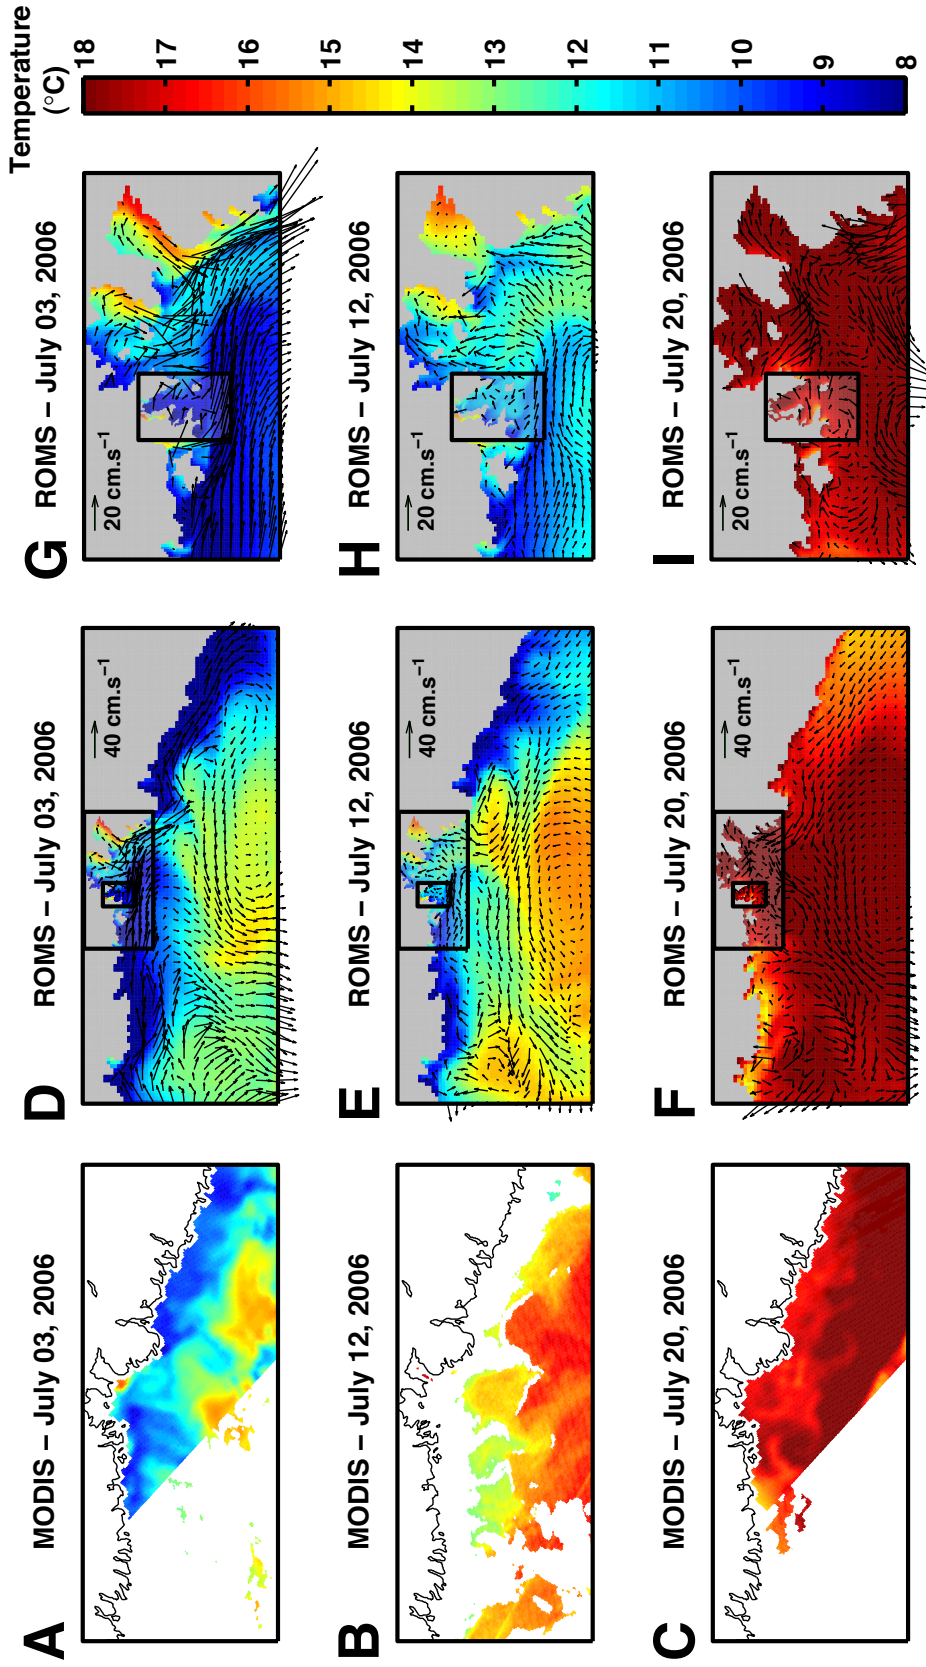 A
MODIS − July 03, 2006
D
ROMS − July 03, 2006
40 cm.s−1
G
ROMS − July 03, 2006
20 cm.s−1
B
MODIS − July 12, 2006
E
ROMS − July 12, 2006
40 cm.s−1
H
ROMS − July 12, 2006
20 cm.s−1
C
MODIS − July 20, 2006
F
ROMS − July 20, 2006
40 cm.s−1
I
ROMS − July 20, 2006
20 cm.s−1
Temperature
(°C)
18
17
16
15
14
13
12
11
10
9
8